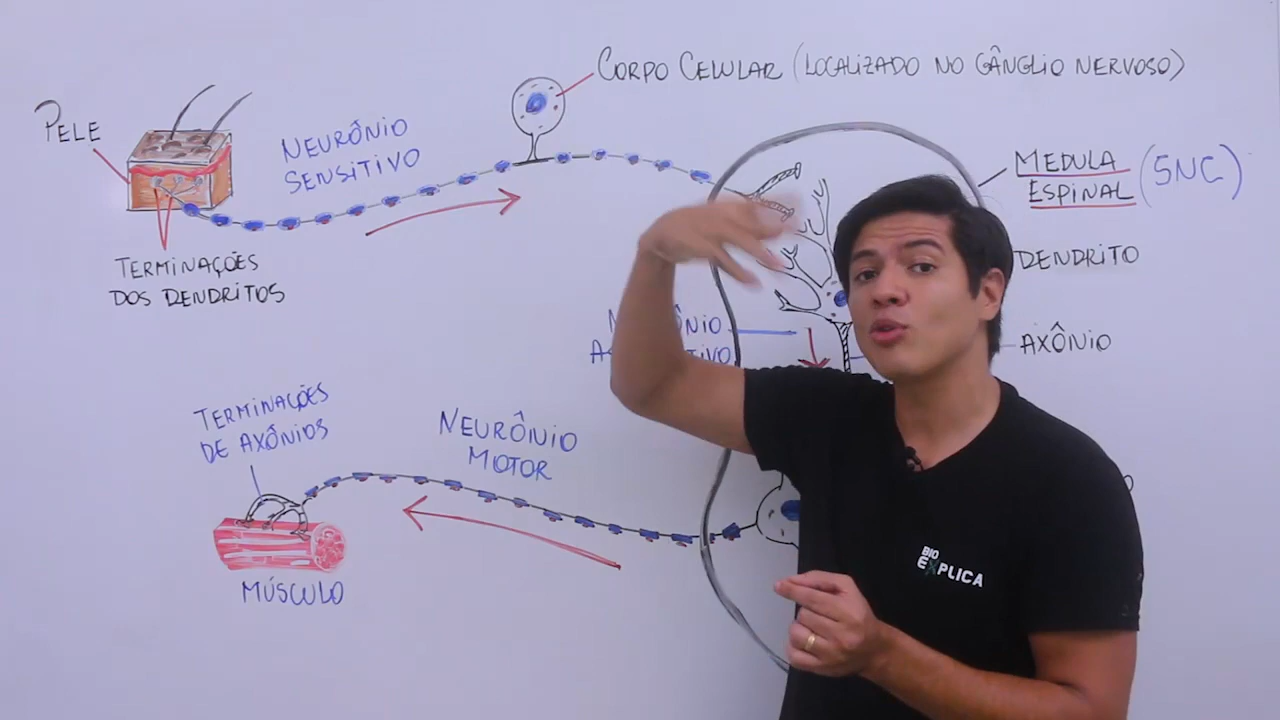 CORPO CELULAR (LOCALIZADO NO GÂNGLIO NERVOSO)
PELE
NEURÔNIO
SENSITIVO
MEDULA
ESPINAL (SNC)
TERMINAÇÕES
DOS DENDRITOS
DENDRITO
AXÔNIO
TERMINAÇÕES
DE AXÔNIOS
NEURÔNIO
MOTOR
MÚSCULO
BIO
EXPLICA